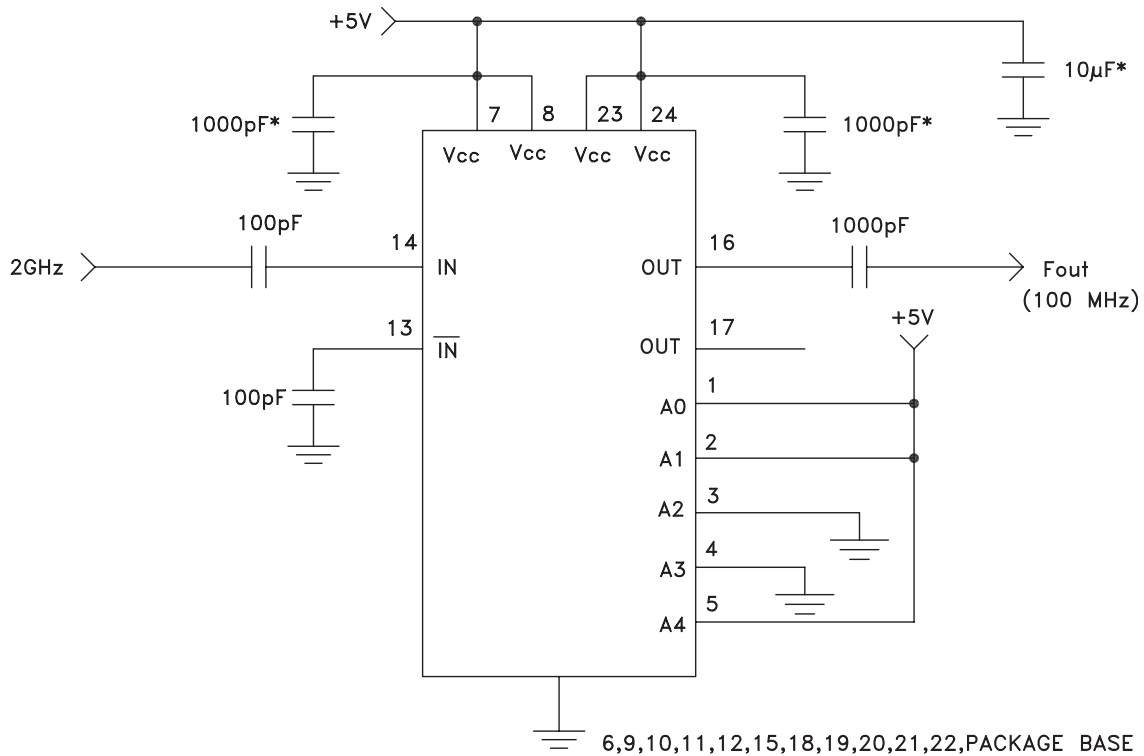 +5V
10µF*
1000pF*
7
8
23
24
1000pF*
Vcc
Vcc
Vcc
Vcc
100pF
1000pF
14
16
2GHz
IN
OUT
Fout
(100 MHz)
+5V
13
17
IN
OUT
1
100pF
A0
2
A1
3
A2
4
A3
5
A4
6,9,10,11,12,15,18,19,20,21,22,PACKAGE BASE